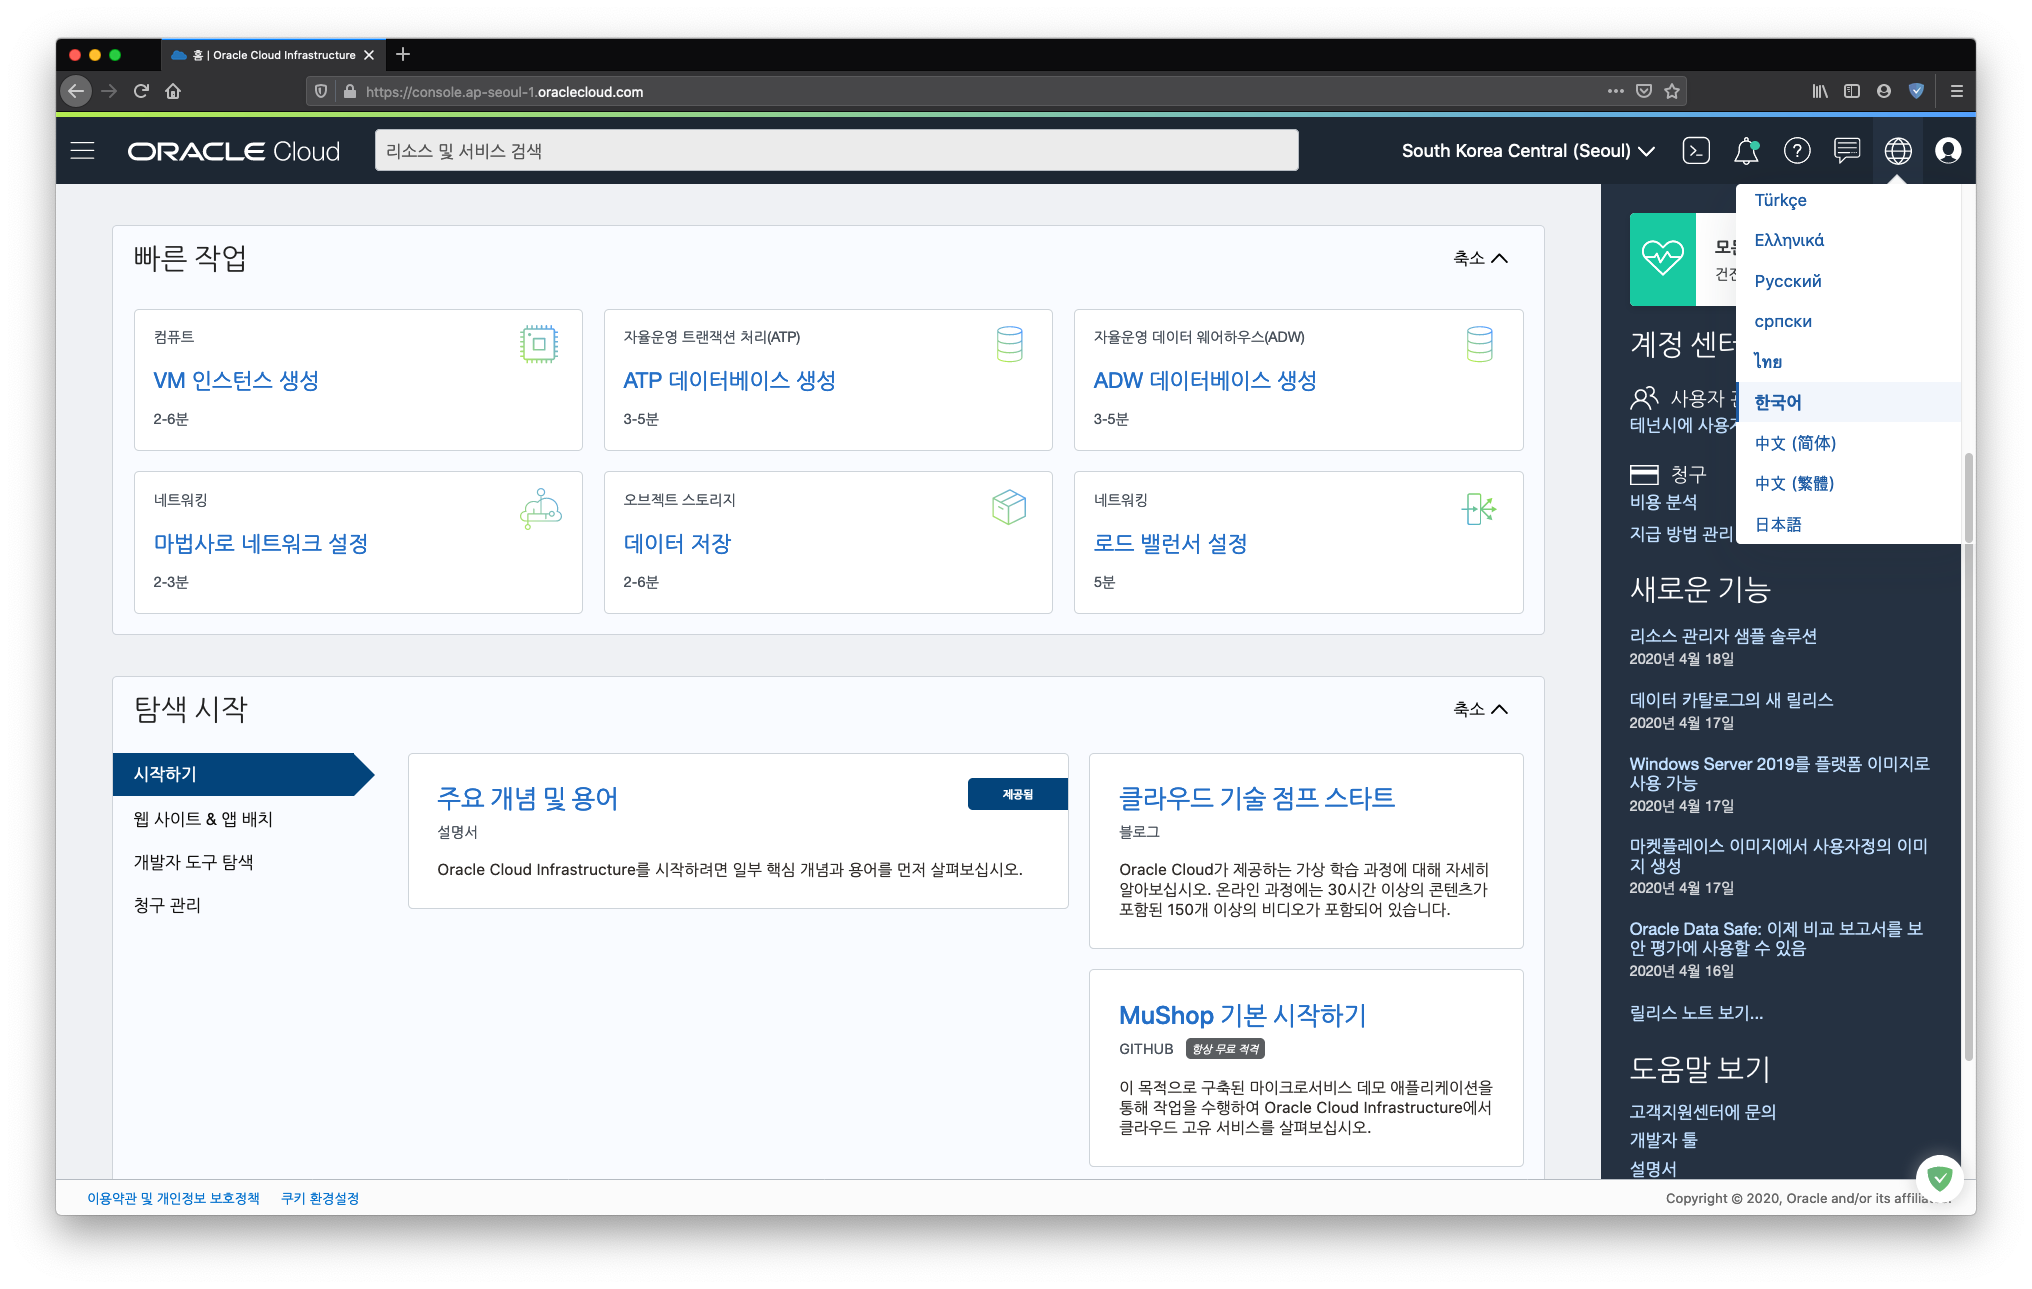 홈 | Oracle Cloud Infrastructure
https://console.ap-seoul-1.oraclecloud.com
ORACLE Cloud
리소스 및 서비스 검색
South Korea Central (Seoul)
빠른 작업
축소
컴퓨트
VM 인스턴스 생성
2-6분
자율운영 트랜잭션 처리(ATP)
ATP 데이터베이스 생성
3-5분
자율운영 데이터 웨어하우스(ADW)
ADW 데이터베이스 생성
3-5분
네트워킹
마법사로 네트워크 설정
2-3분
오브젝트 스토리지
데이터 저장
2-6분
네트워킹
로드 밸런서 설정
5분
탐색 시작
축소
시작하기
웹 사이트 & 앱 배치
개발자 도구 탐색
청구 관리
주요 개념 및 용어
제공됨
설명서
Oracle Cloud Infrastructure를 시작하려면 일부 핵심 개념과 용어를 먼저 살펴보십시오.
클라우드 기술 점프 스타트
블로그
Oracle Cloud가 제공하는 가상 학습 과정에 대해 자세히
알아보십시오. 온라인 과정에는 30시간 이상의 콘텐츠가
포함된 150개 이상의 비디오가 포함되어 있습니다.
MuShop 기본 시작하기
GITHUB 항상 무료 적격
이 목적으로 구축된 마이크로서비스 데모 애플리케이션을
통해 작업을 수행하여 Oracle Cloud Infrastructure에서
클라우드 고유 서비스를 살펴보십시오.
Türkçe
Ελληνικά
Русский
српски
ไทย
한국어
中文 (简体)
中文 (繁體)
日本語
계정
사용자
테넌시에
청구
비용 분석
지급 방법 관리
새로운 기능
리소스 관리자 샘플 솔루션
2020년 4월 18일
데이터 카탈로그의 새 릴리스
2020년 4월 17일
Windows Server 2019를 플랫폼 이미지로
사용 가능
2020년 4월 17일
마켓플레이스 이미지에서 사용자정의 이미
지 생성
2020년 4월 17일
Oracle Data Safe: 이제 비교 보고서를 보
안 평가에 사용할 수 있음
2020년 4월 16일
릴리스 노트 보기...
도움말 보기
고객지원센터에 문의
개발자 툴
설명서
이용약관 및 개인정보 보호정책
쿠키 환경설정
Copyright © 2020, Oracle and/or its